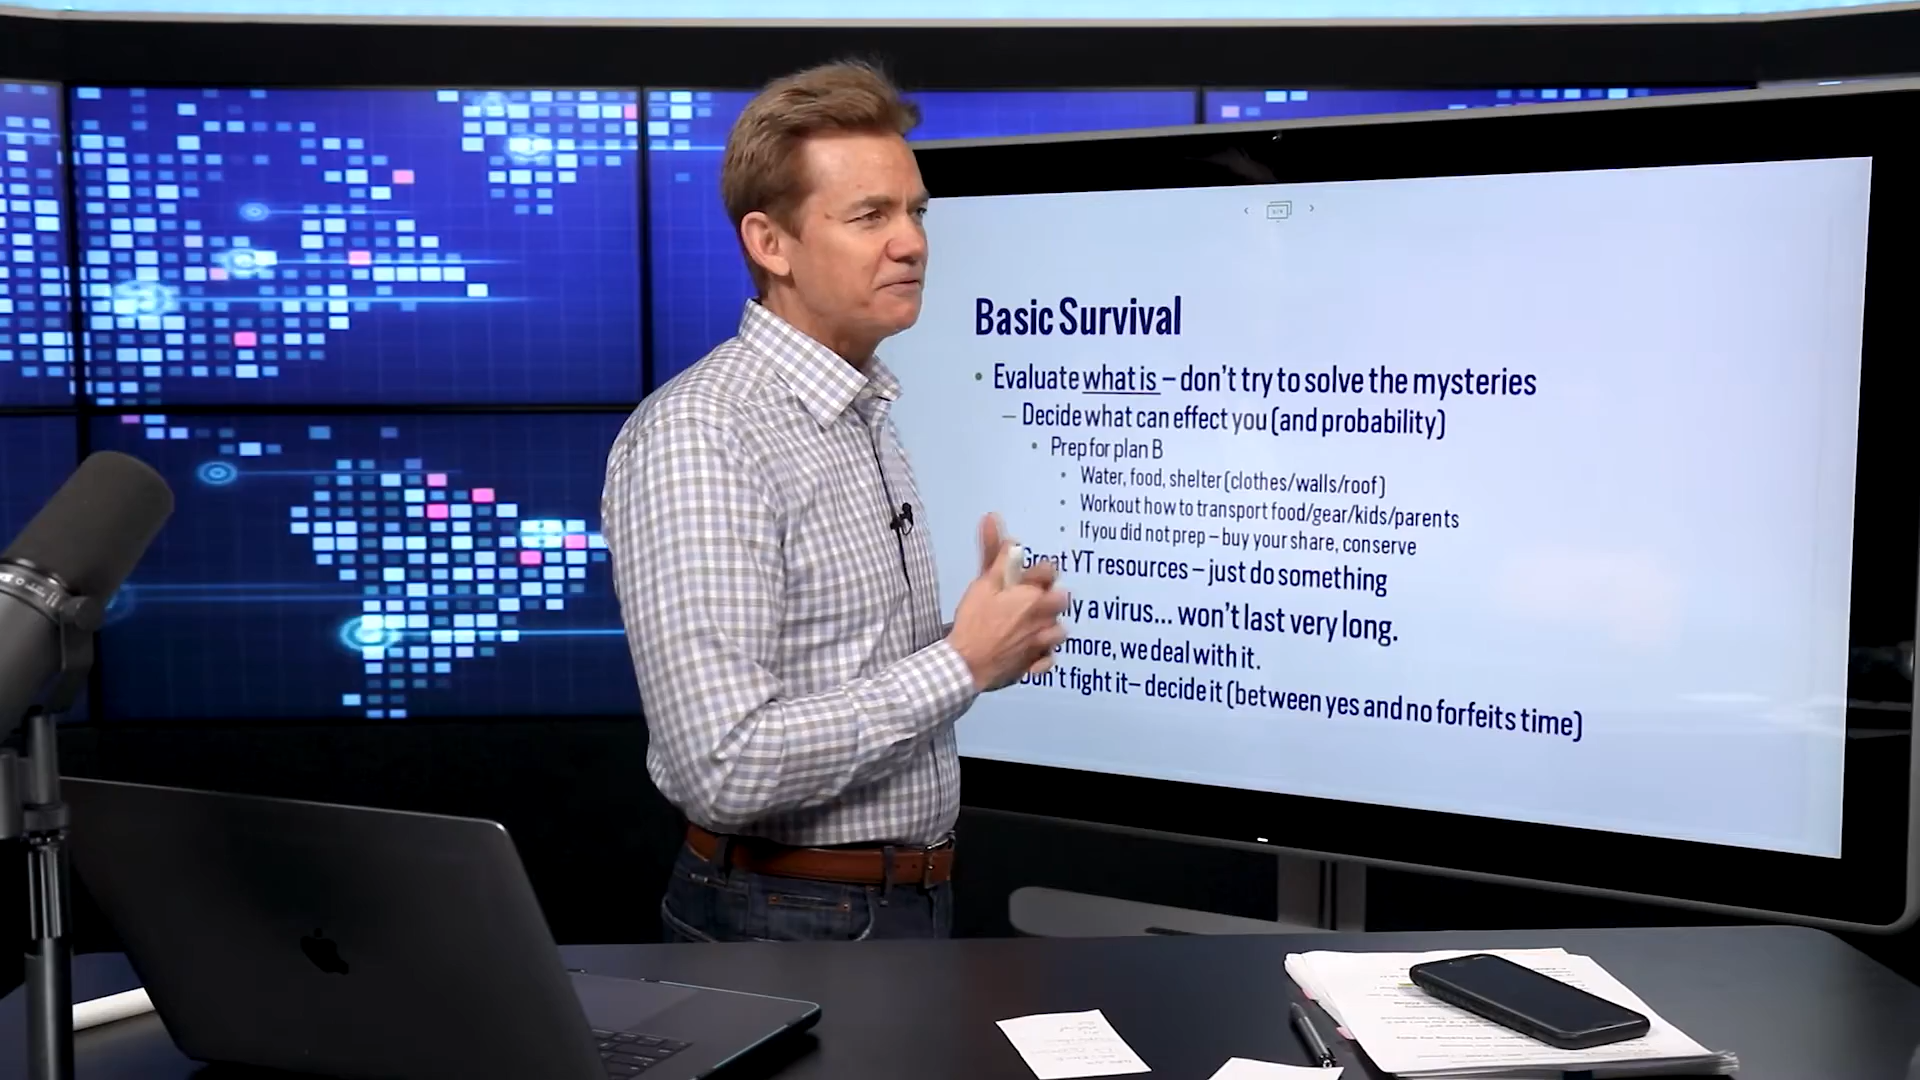 Basic Survival
• Evaluate what is – don't try to solve the mysteries
– Decide what can effect you (and probability)
• Prep for plan B
• Water, food, shelter (clothes/walls/roof)
• Workout how to transport food/gear/kids/parents
• If you did not prep – buy your share, conserve
Great YT resources – just do something
a virus... won't last very long.
more, we deal with it.
Don't fight it – decide it (between yes and no forfeits time)